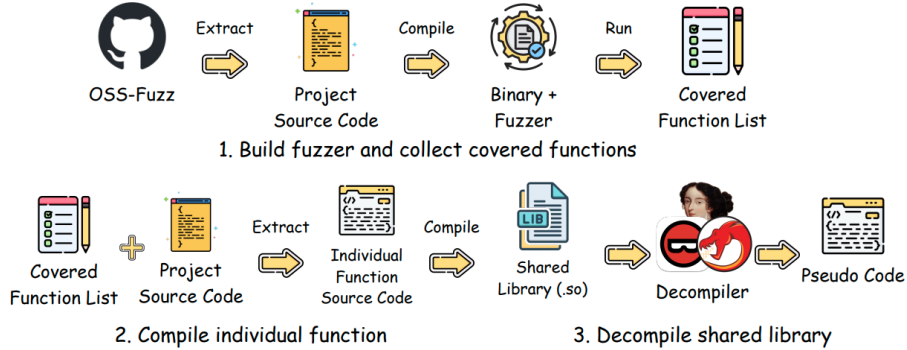 Extract
Compile
Run
OSS-Fuzz
Project
Source Code
Binary +
Fuzzer
Covered
Function List
1. Build fuzzer and collect covered functions
Extract
Compile
LIB
Covered
Function List
Project
Source Code
Individual
Function
Source Code
Shared
Library (.so)
Decompiler
Pseudo Code
2. Compile individual function
3. Decompile shared library